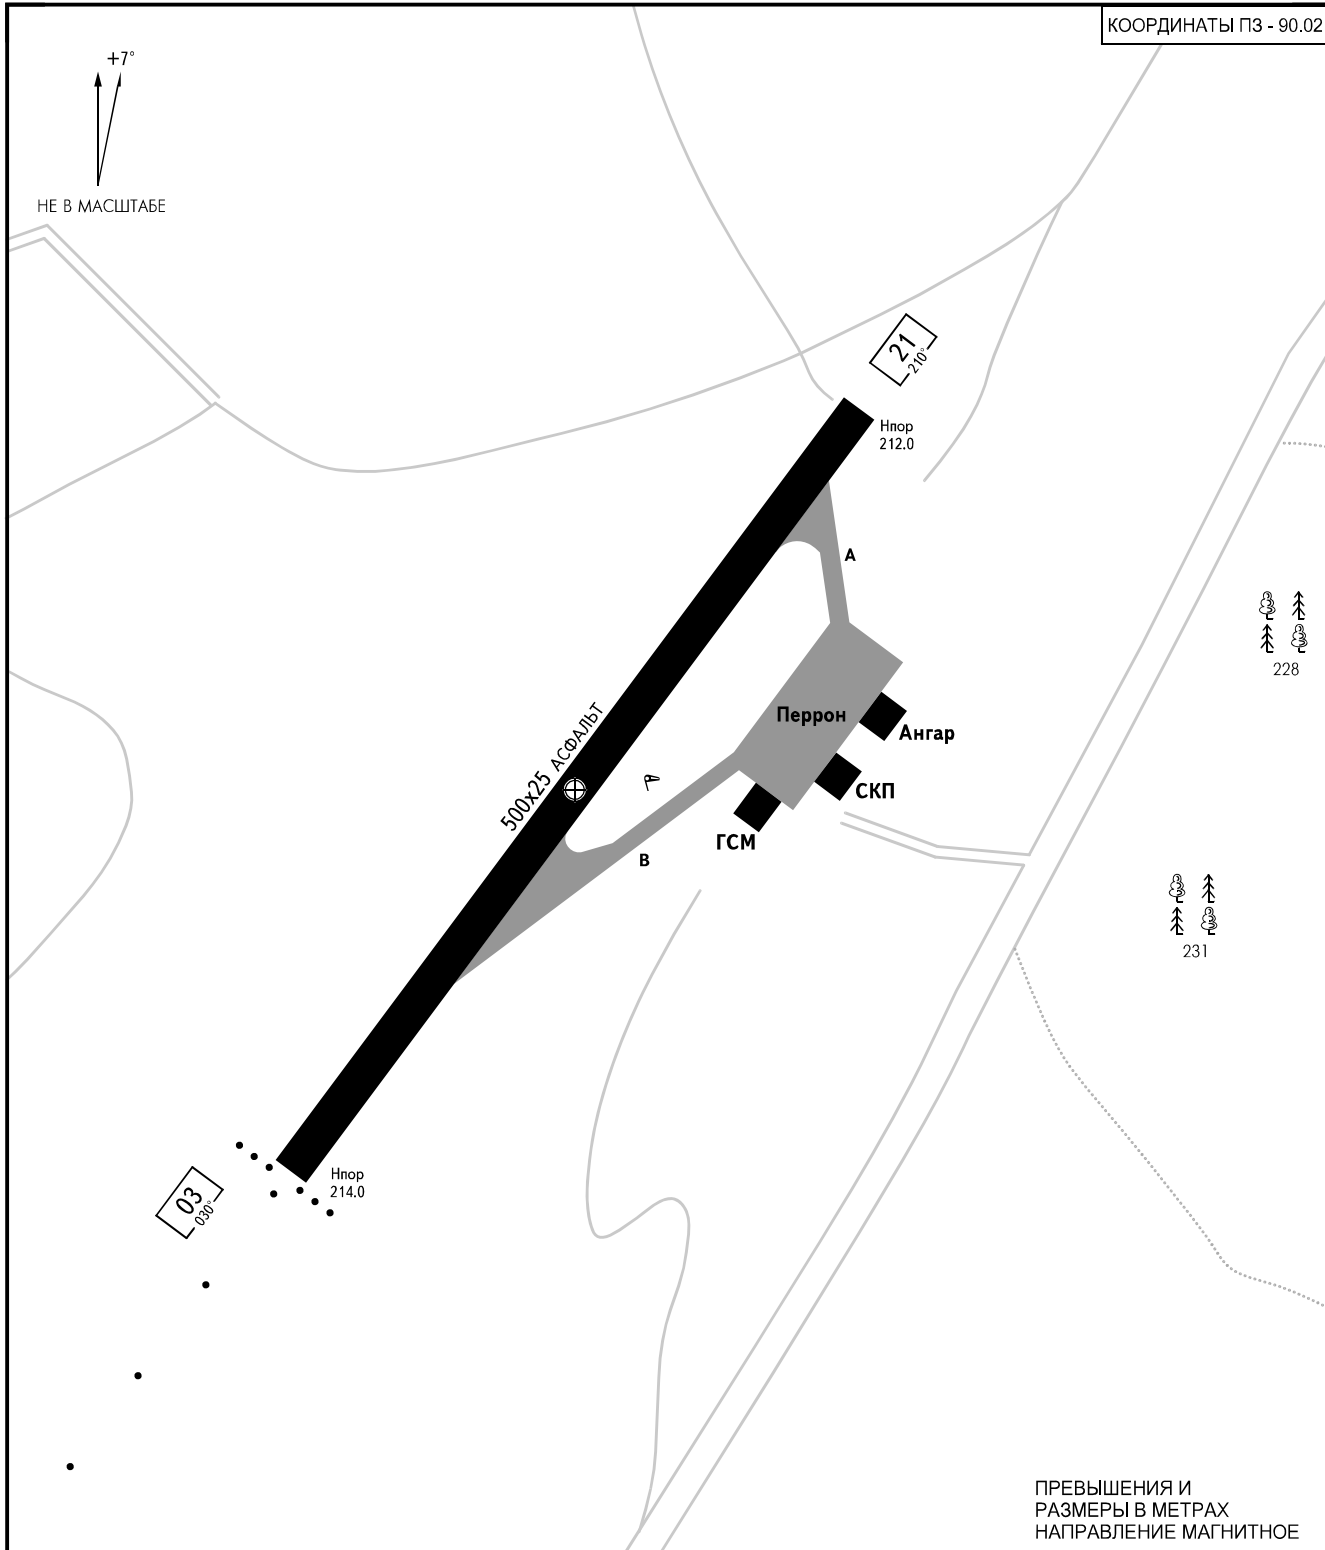 КООРДИНАТЫ ПЗ - 90.02
+7°
НЕ В МАСШТАБЕ
21
210°
Нпор
212.0
А
228
Перрон
Ангар
500x25 АСФАЛЬТ
СКП
ГСМ
В
231
Нпор
214.0
03
030°
ПРЕВЫШЕНИЯ И
РАЗМЕРЫ В МЕТРАХ
НАПРАВЛЕНИЕ МАГНИТНОЕ